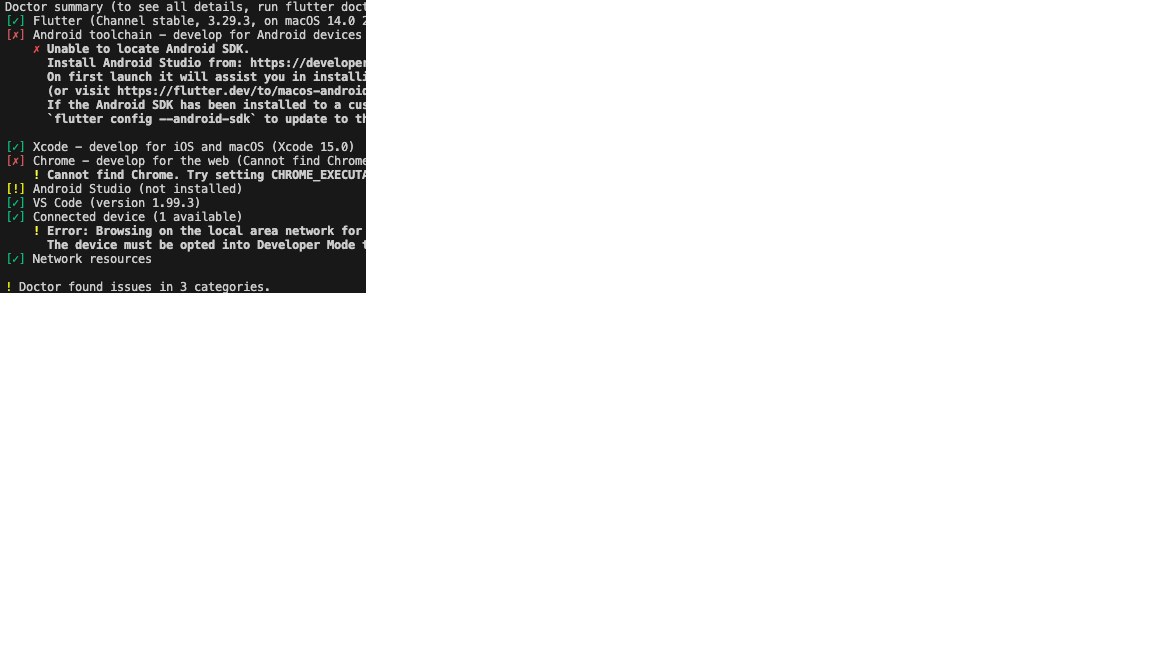 Doctor summary (to see all details, run flutter doct
[✓] Flutter (Channel stable, 3.29.3, on macOS 14.0 2
[✗] Android toolchain - develop for Android devices
✗ Unable to locate Android SDK.
Install Android Studio from: https://developer
On first launch it will assist you in installi
(or visit https://flutter.dev/to/macos-android
If the Android SDK has been installed to a cus
`flutter config --android-sdk` to update to th
[✓] Xcode - develop for iOS and macOS (Xcode 15.0)
[✗] Chrome - develop for the web (Cannot find Chrome
! Cannot find Chrome. Try setting CHROME_EXECUTA
[!] Android Studio (not installed)
[✓] VS Code (version 1.99.3)
[✓] Connected device (1 available)
! Error: Browsing on the local area network for
The device must be opted into Developer Mode t
[✓] Network resources
! Doctor found issues in 3 categories.